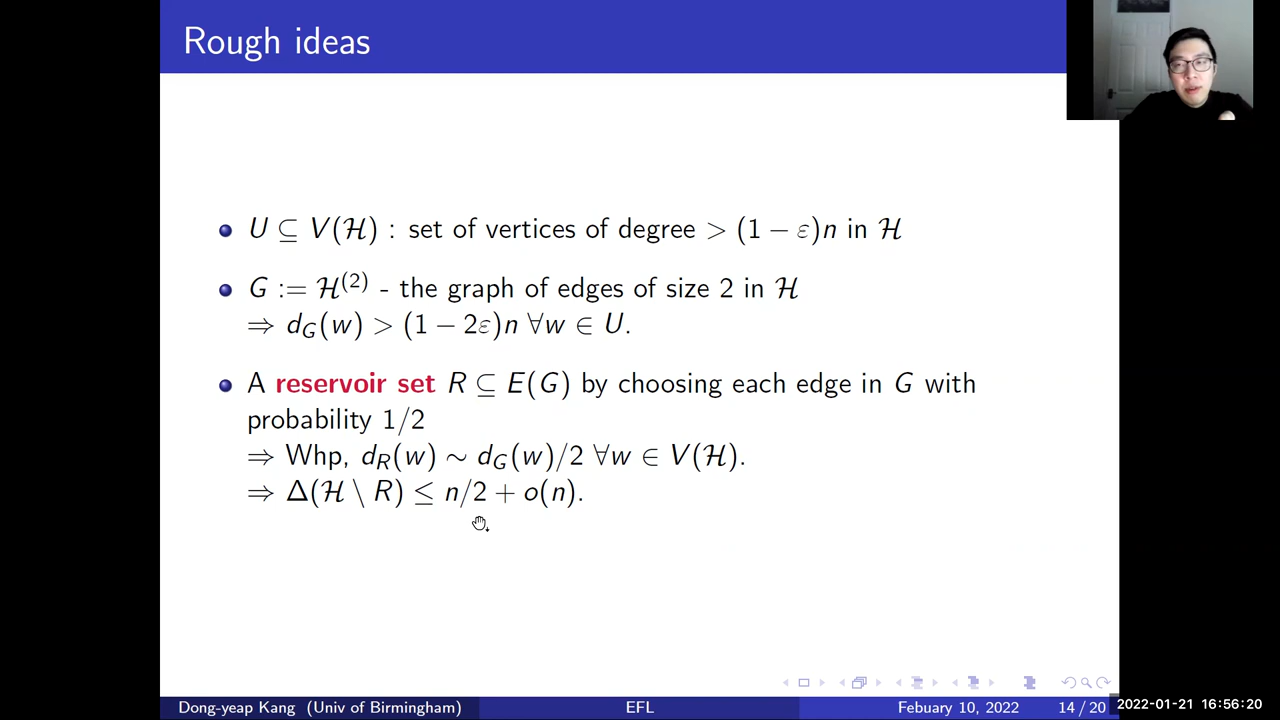 Rough ideas
U ⊆ V(ℋ) : set of vertices of degree > (1 − ε)n in ℋ
G := ℋ⁽²⁾ - the graph of edges of size 2 in ℋ
⇒ d_G(w) > (1 − 2ε)n ∀w ∈ U.
A reservoir set R ⊆ E(G) by choosing each edge in G with
probability 1/2
⇒ Whp, d_R(w) ∼ d_G(w)/2 ∀w ∈ V(ℋ).
⇒ Δ(ℋ \ R) ≤ n/2 + o(n).
Dong-yeap Kang (Univ of Birmingham) EFL Febuary 10, 2022 14 / 20
2022-01-21 16:56:20